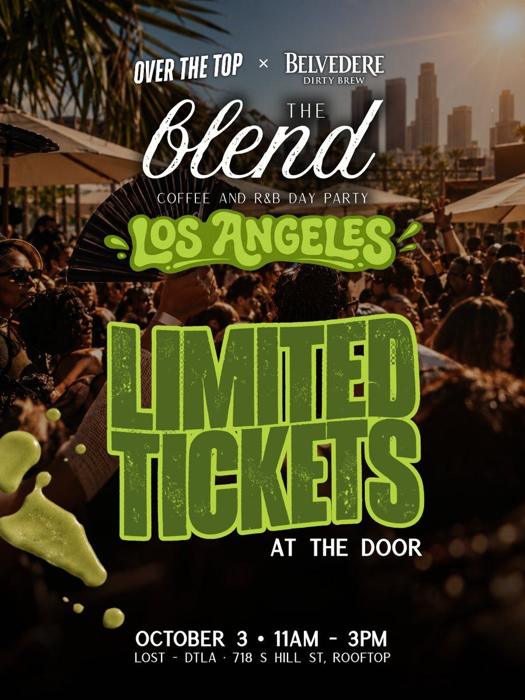 OVER THE TOP × BELVEDERE
DIRTY BREW
THE
blend
COFFEE AND R&B DAY PARTY
LOS ANGELES
LIMITED
TICKETS
AT THE DOOR
OCTOBER 3 • 11AM - 3PM
LOST - DTLA · 718 S HILL ST, ROOFTOP